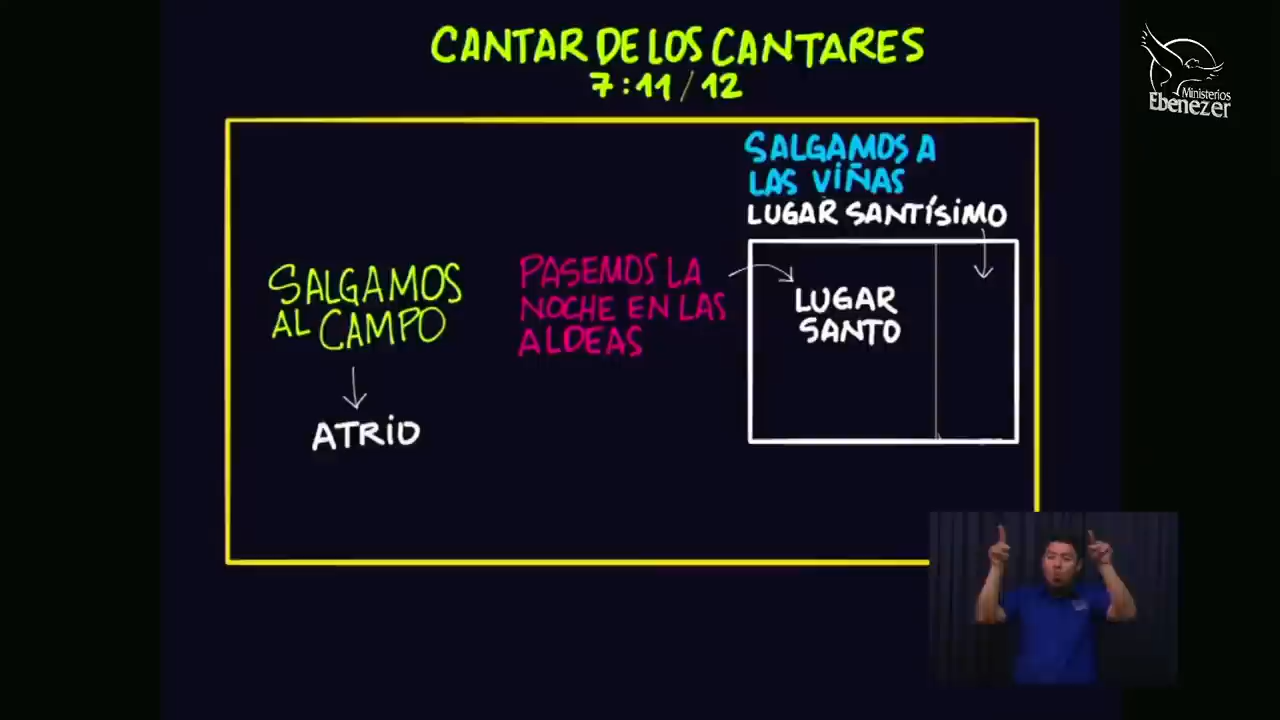 CANTAR DE LOS CANTARES
7:11/12
Ministerios
Ebenezer
SALGAMOS A
LAS VIÑAS
LUGAR SANTÍSIMO
SALGAMOS
AL CAMPO
ATRIO
PASEMOS LA
NOCHE EN LAS
ALDEAS
LUGAR
SANTO